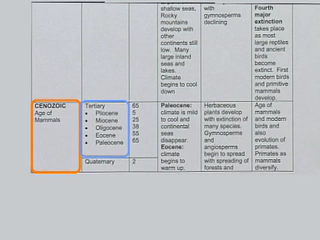 shallow seas,
Rocky
mountains
develop with
other
continents still
low. Many
large inland
seas and
lakes.
Climate
begins to cool
down
with
gymnosperms
declining
Fourth
major
extinction
takes place
as most
large reptiles
and ancient
birds
become
extinct. First
modern birds
and primitive
mammals
develop.
CENOZOIC
Age of
Mammals
Tertiary
• Pliocene
• Miocene
• Oligocene
• Eocene
• Paleocene
65
5
25
38
55
65
Quaternary
2
Paleocene:
climate is mild
to cool and
continental
seas
disappear.
Eocene:
climate
begins to
warm up.
Herbaceous
plants develop
with extinction
of many species.
Gymnosperm
and
angiosperms
begin to spread
with spreading of
forests and
Age of
mammals
and modern
birds and
also
evolution of
primates.
Primates as
mammals
diversify.